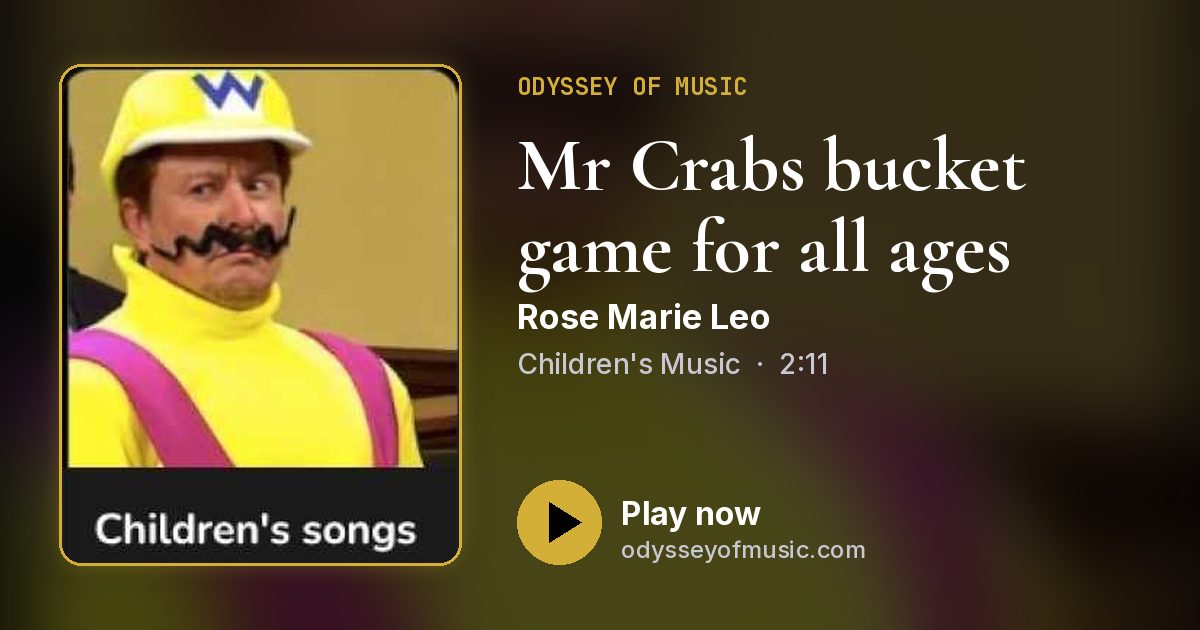 W
Children's songs
ODYSSEY OF MUSIC
Mr Crabs bucket
game for all ages
Rose Marie Leo
Children's Music · 2:11
Play now
odysseyofmusic.com